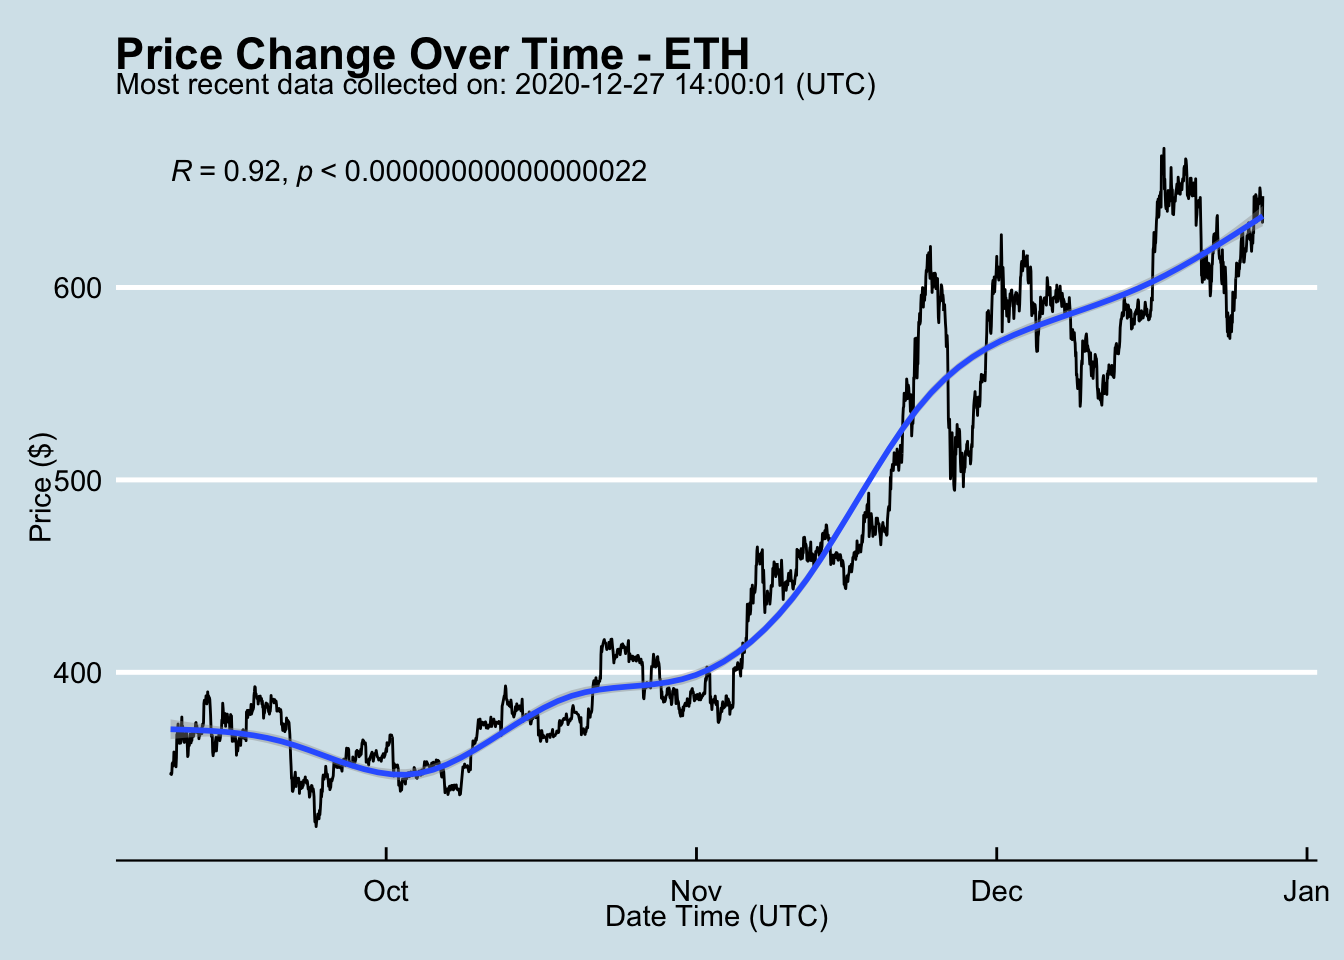 Price Change Over Time - ETH
Most recent data collected on: 2020-12-27 14:00:01 (UTC)
R = 0.92, p < 0.00000000000000022
600
500
400
Price ($)
Oct
Nov
Dec
Jan
Date Time (UTC)